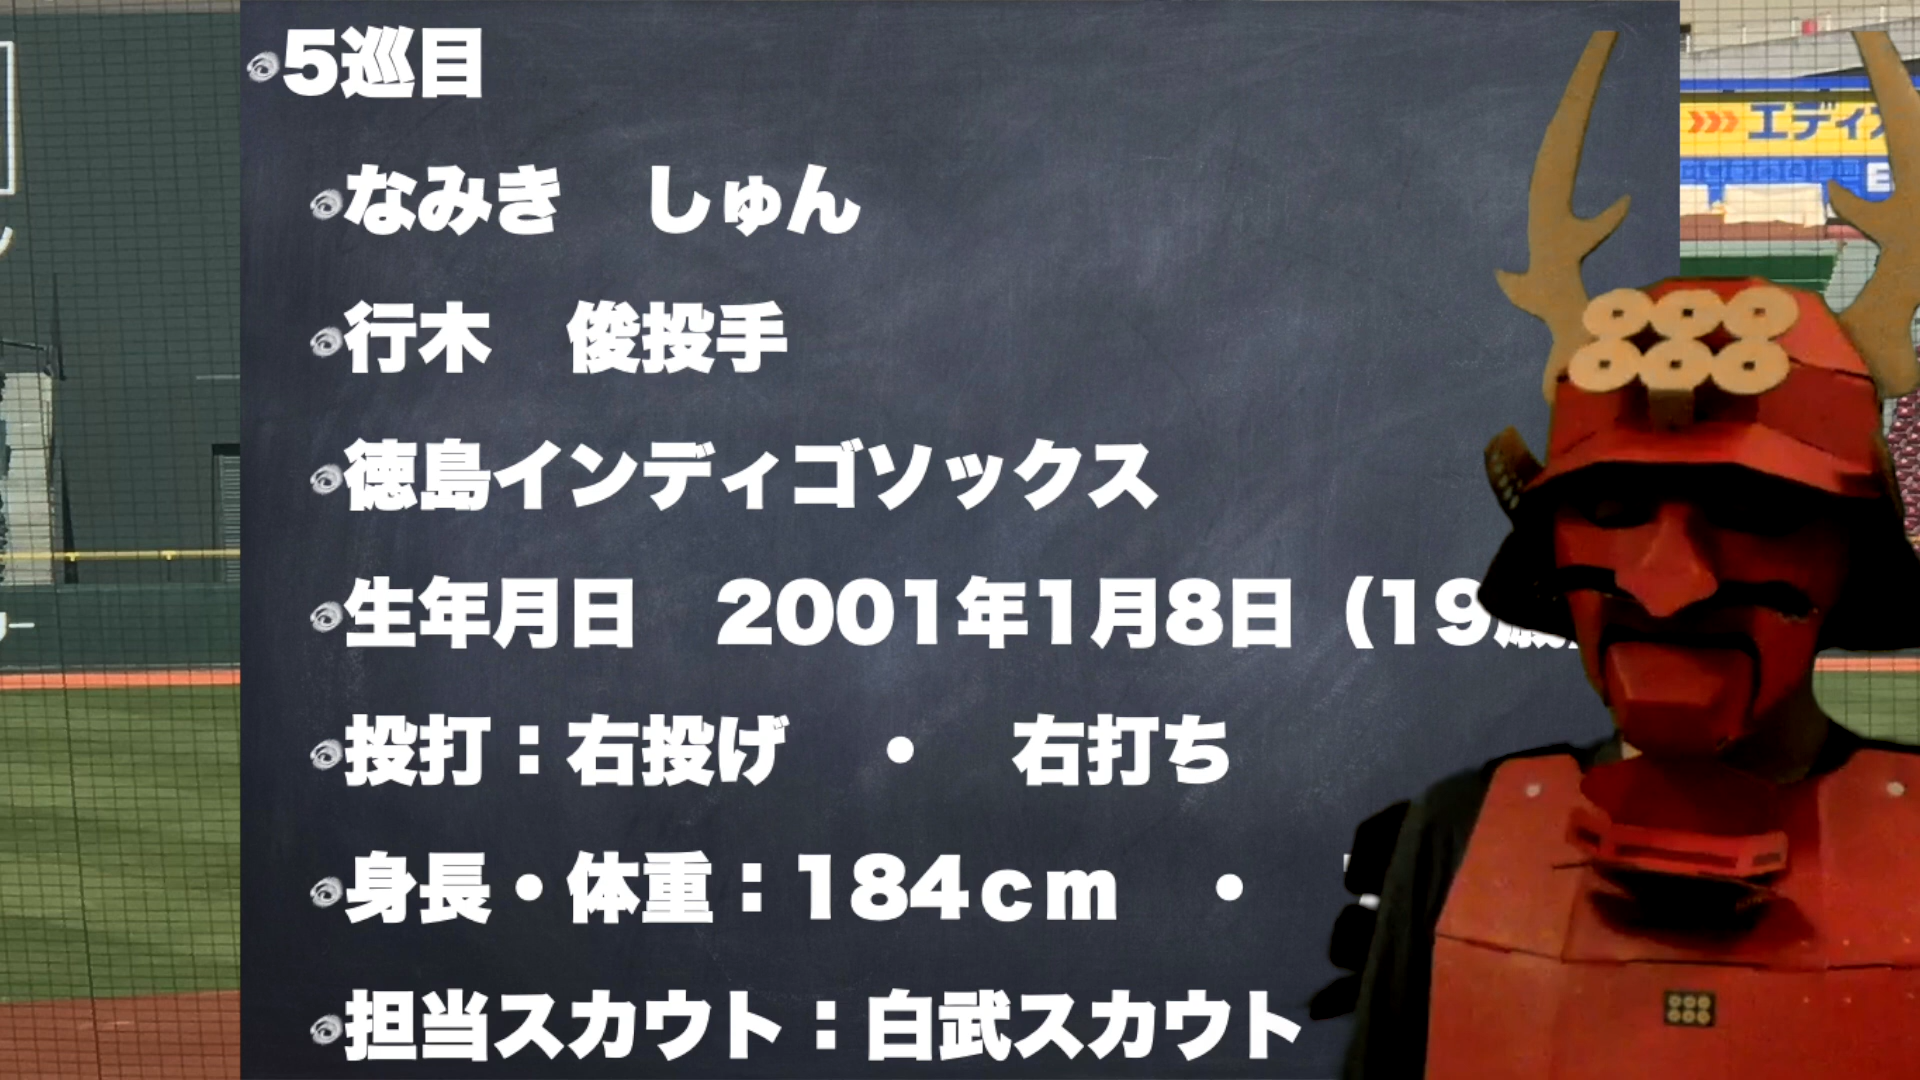 5巡目
なみき　しゅん
行木　俊投手
徳島インディゴソックス
生年月日　2001年1月8日（19歳
投打：右投げ　・　右打ち
身長・体重：184cm　・
担当スカウト：白武スカウト
>>>エディ